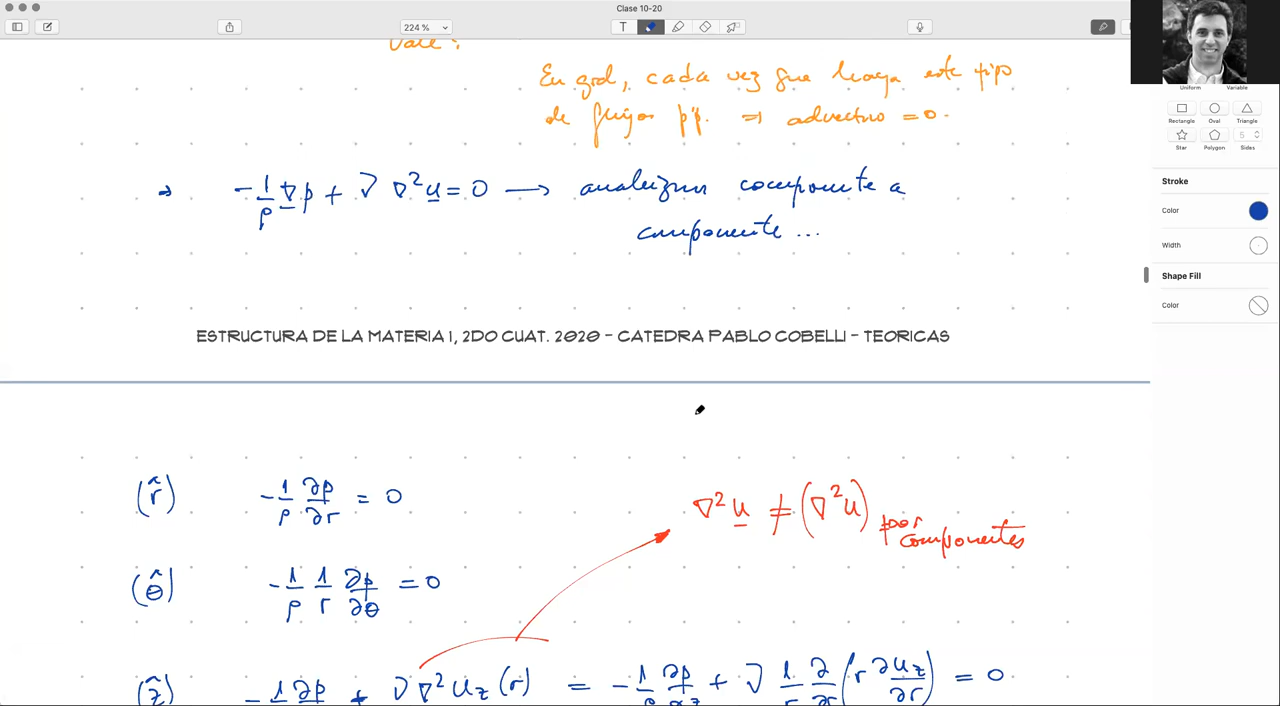 Clase 10-20
224 %
T
Vale?
Uniform Variable
En gral, cada vez que haya este tipo
de flujos pp. ⇒ advectivo = 0.
Rectangle Oval Triangle
5
Star Polygon Sides
Stroke
Color
Width
Shape Fill
Color
⇒ -1/ρ ∇p + ν ∇²u = 0 → analizamos componente a
componente ...
ESTRUCTURA DE LA MATERIA 1, 2DO CUAT. 2020 - CATEDRA PABLO COBELLI - TEORICAS
(r̂) -1/ρ ∂p/∂r = 0
∇²u ≠ (∇²u) por componentes
(θ̂) -1/ρ 1/r ∂p/∂θ = 0
(ẑ) -1/ρ ∂p/∂z + ν ∇²u_z(r) = -1/ρ ∂p/∂z + ν 1/r ∂/∂r (r ∂u_z/∂r) = 0